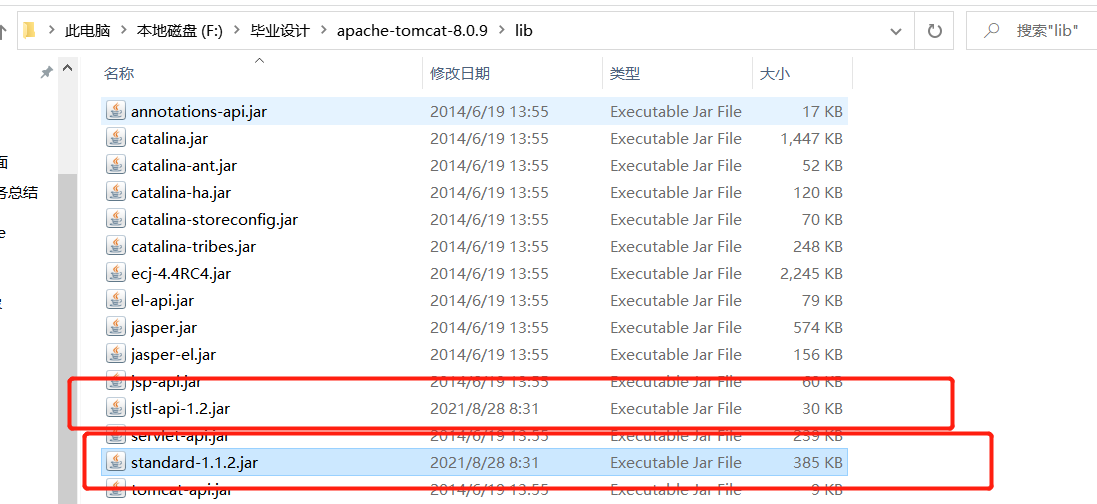 此电脑 > 本地磁盘 (F:) > 毕业设计 > apache-tomcat-8.0.9 > lib
搜索"lib"
名称 修改日期 类型 大小
annotations-api.jar 2014/6/19 13:55 Executable Jar File 17 KB
catalina.jar 2014/6/19 13:55 Executable Jar File 1,447 KB
catalina-ant.jar 2014/6/19 13:55 Executable Jar File 52 KB
catalina-ha.jar 2014/6/19 13:55 Executable Jar File 120 KB
catalina-storeconfig.jar 2014/6/19 13:55 Executable Jar File 70 KB
catalina-tribes.jar 2014/6/19 13:55 Executable Jar File 248 KB
ecj-4.4RC4.jar 2014/6/19 13:55 Executable Jar File 2,245 KB
el-api.jar 2014/6/19 13:55 Executable Jar File 79 KB
jasper.jar 2014/6/19 13:55 Executable Jar File 574 KB
jasper-el.jar 2014/6/19 13:55 Executable Jar File 156 KB
jsp-api.jar 2014/6/19 13:55 Executable Jar File 60 KB
jstl-api-1.2.jar 2021/8/28 8:31 Executable Jar File 30 KB
servlet-api.jar 2014/6/19 13:55 Executable Jar File 239 KB
standard-1.1.2.jar 2021/8/28 8:31 Executable Jar File 385 KB
tomcat-api.jar 2014/6/19 13:55 Executable Jar File 9 KB
面
务总结
e